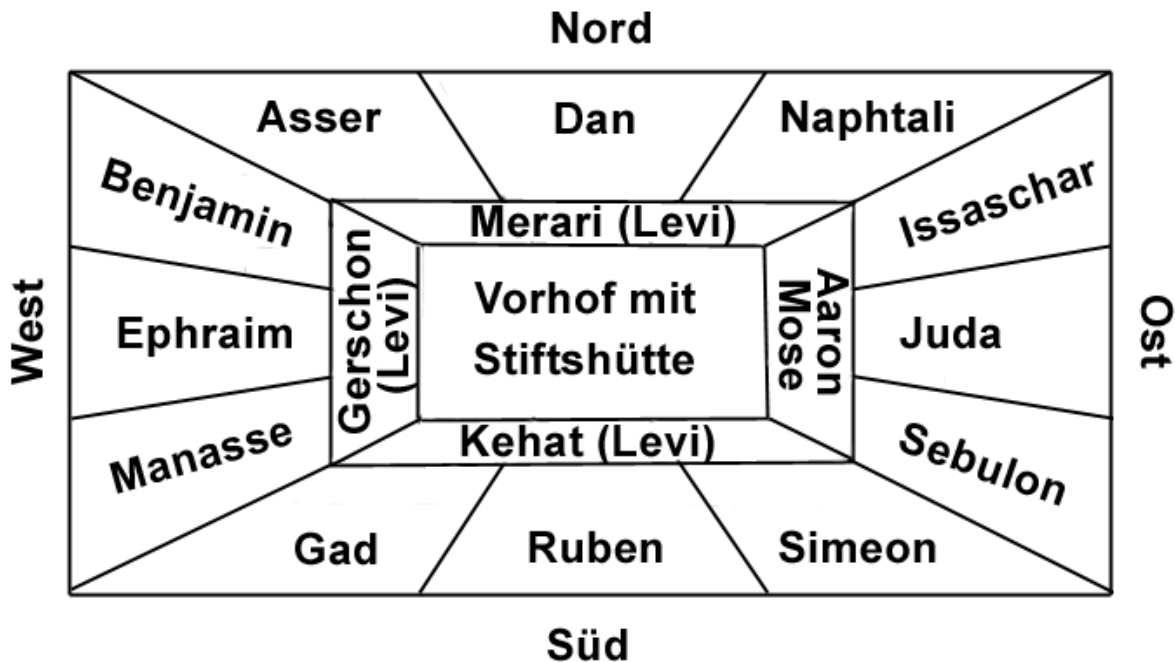 Nord
Asser
Dan
Naphtali
Benjamin
Issaschar
Merari (Levi)
West
Ephraim
Gerschon
(Levi)
Vorhof mit
Stiftshütte
Aaron
Mose
Juda
Ost
Manasse
Kehat (Levi)
Sebulon
Gad
Ruben
Simeon
Süd